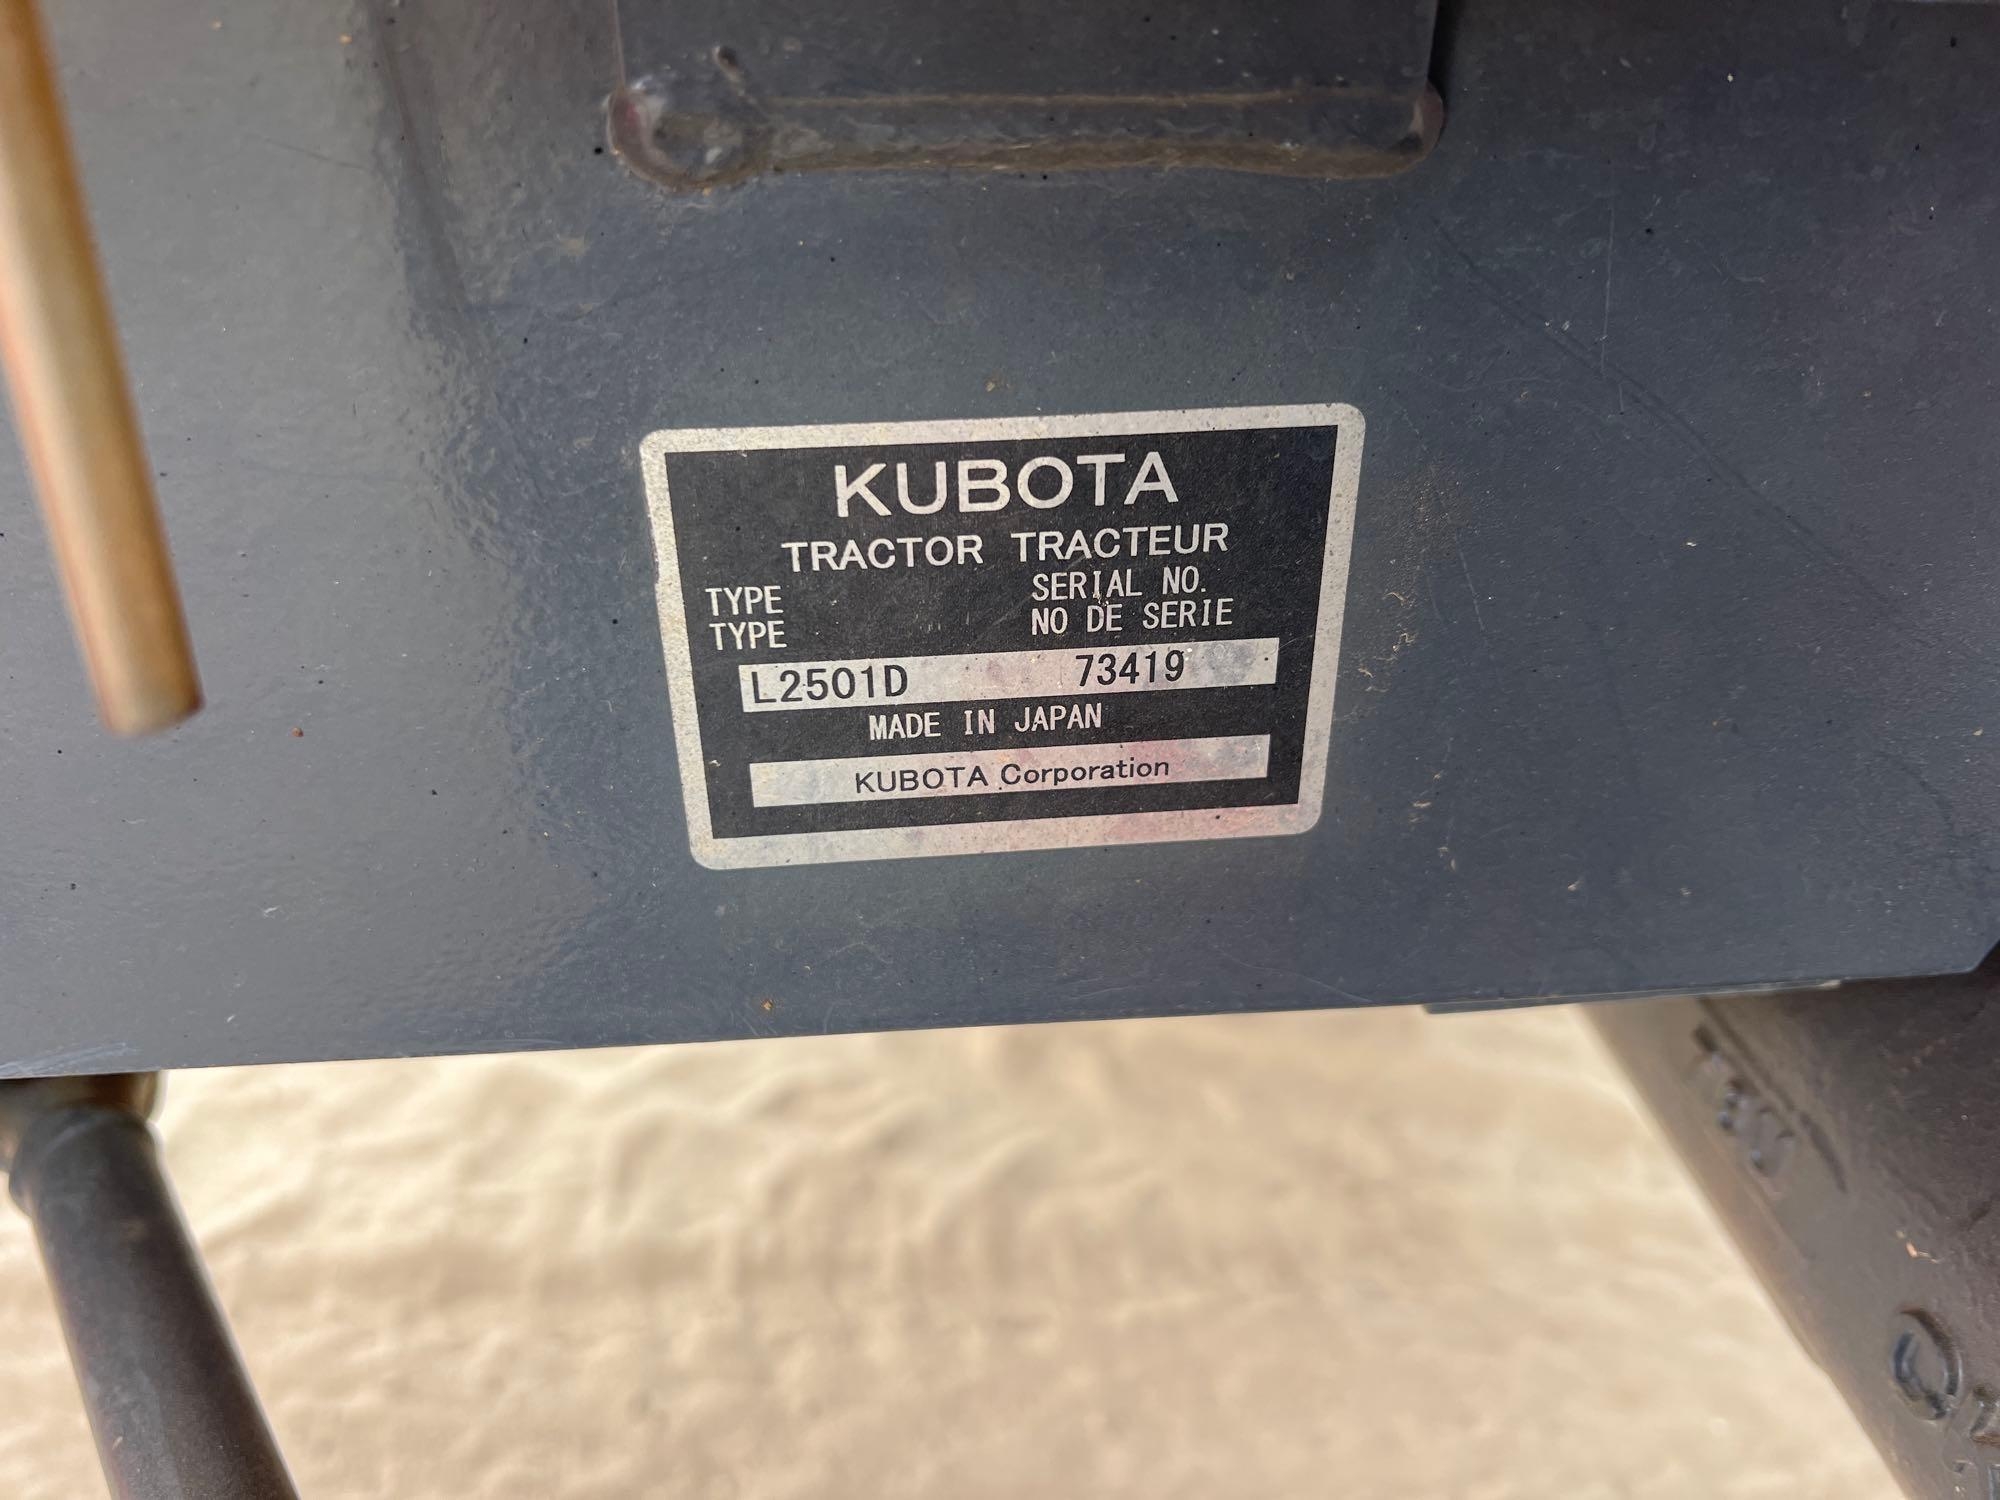 KUBOTA
TRACTOR TRACTEUR
TYPE SERIAL NO.
TYPE NO DE SERIE
L2501D 73419
MADE IN JAPAN
KUBOTA Corporation